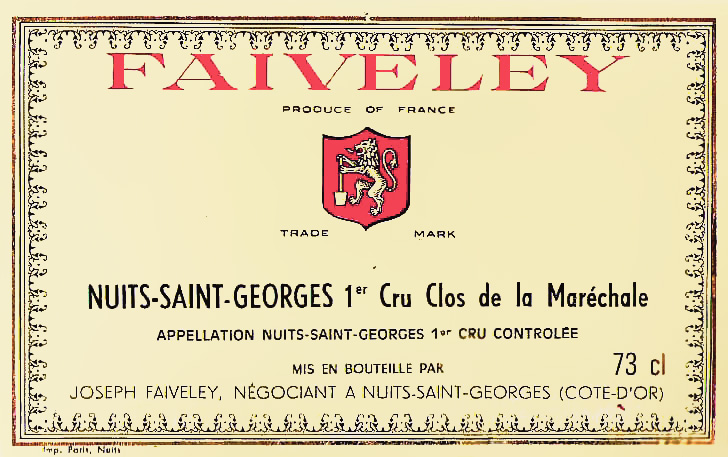 FAIVELEY
PRODUCE OF FRANCE
TRADE MARK
NUITS-SAINT-GEORGES 1er Cru Clos de la Maréchale
APPELLATION NUITS-SAINT-GEORGES 1er CRU CONTROLÉE
MIS EN BOUTEILLE PAR
73 cl
JOSEPH FAIVELEY, NÉGOCIANT A NUITS-SAINT-GEORGES (COTE-D'OR)
Imp. Paris, Nuits